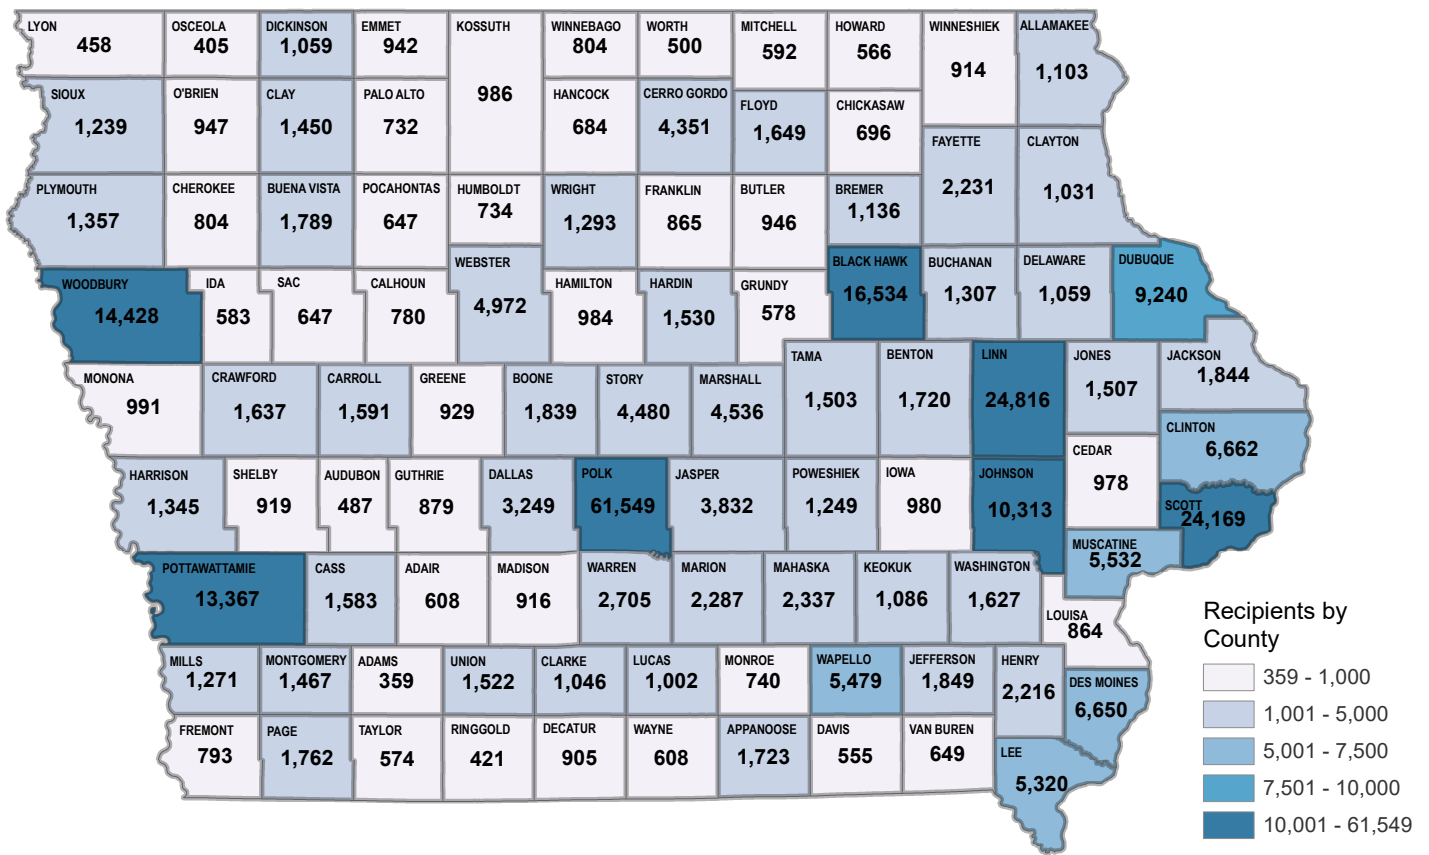 LYON
458
OSCEOLA
405
DICKINSON
1,059
EMMET
942
KOSSUTH
986
WINNEBAGO
804
WORTH
500
MITCHELL
592
HOWARD
566
WINNESHIEK
914
ALLAMAKEE
1,103
SIOUX
1,239
O'BRIEN
947
CLAY
1,450
PALO ALTO
732
HANCOCK
684
CERRO GORDO
4,351
FLOYD
1,649
CHICKASAW
696
FAYETTE
2,231
CLAYTON
1,031
PLYMOUTH
1,357
CHEROKEE
804
BUENA VISTA
1,789
POCAHONTAS
647
HUMBOLDT
734
WRIGHT
1,293
FRANKLIN
865
BUTLER
946
BREMER
1,136
WOODBURY
14,428
IDA
583
SAC
647
CALHOUN
780
WEBSTER
4,972
HAMILTON
984
HARDIN
1,530
GRUNDY
578
BLACK HAWK
16,534
BUCHANAN
1,307
DELAWARE
1,059
DUBUQUE
9,240
MONONA
991
CRAWFORD
1,637
CARROLL
1,591
GREENE
929
BOONE
1,839
STORY
4,480
MARSHALL
4,536
TAMA
1,503
BENTON
1,720
LINN
24,816
JONES
1,507
JACKSON
1,844
CLINTON
6,662
CEDAR
978
HARRISON
1,345
SHELBY
919
AUDUBON
487
GUTHRIE
879
DALLAS
3,249
POLK
61,549
JASPER
3,832
POWESHIEK
1,249
IOWA
980
JOHNSON
10,313
SCOTT
24,169
MUSCATINE
5,532
POTTAWATTAMIE
13,367
CASS
1,583
ADAIR
608
MADISON
916
WARREN
2,705
MARION
2,287
MAHASKA
2,337
KEOKUK
1,086
WASHINGTON
1,627
LOUISA
864
MILLS
1,271
MONTGOMERY
1,467
ADAMS
359
UNION
1,522
CLARKE
1,046
LUCAS
1,002
MONROE
740
WAPELLO
5,479
JEFFERSON
1,849
HENRY
2,216
DES MOINES
6,650
FREMONT
793
PAGE
1,762
TAYLOR
574
RINGGOLD
421
DECATUR
905
WAYNE
608
APPANOOSE
1,723
DAVIS
555
VAN BUREN
649
LEE
5,320
Recipients by
County
359 - 1,000
1,001 - 5,000
5,001 - 7,500
7,501 - 10,000
10,001 - 61,549